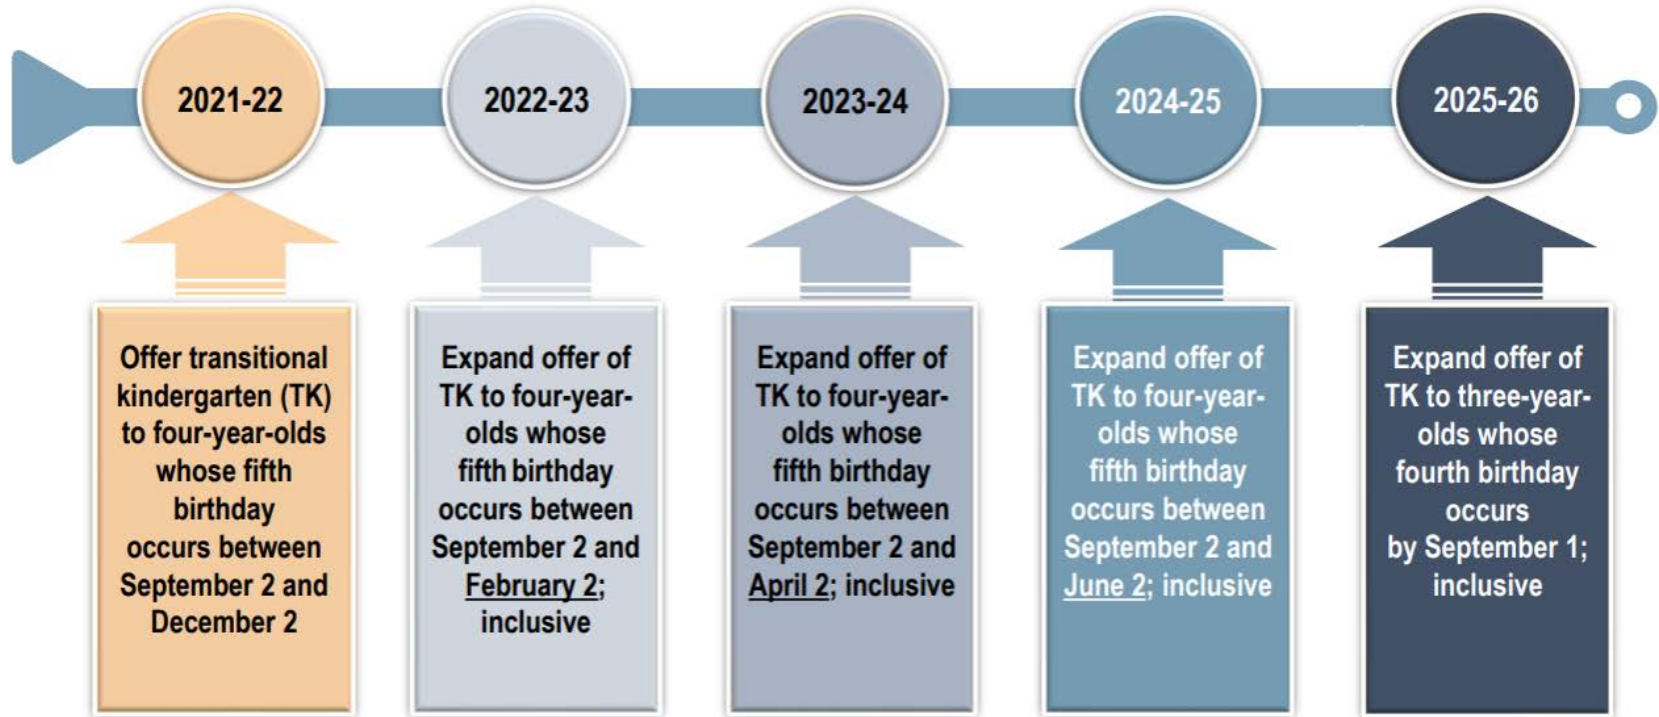 2021-22
2022-23
2023-24
2024-25
2025-26
Offer transitional
kindergarten (TK)
to four-year-olds
whose fifth
birthday
occurs between
September 2 and
December 2
Expand offer of
TK to four-year-
olds whose
fifth birthday
occurs between
September 2 and
February 2;
inclusive
Expand offer of
TK to four-year-
olds whose
fifth birthday
occurs between
September 2 and
April 2; inclusive
Expand offer of
TK to four-year-
olds whose
fifth birthday
occurs between
September 2 and
June 2; inclusive
Expand offer of
TK to three-year-
olds whose
fourth birthday
occurs
by September 1;
inclusive